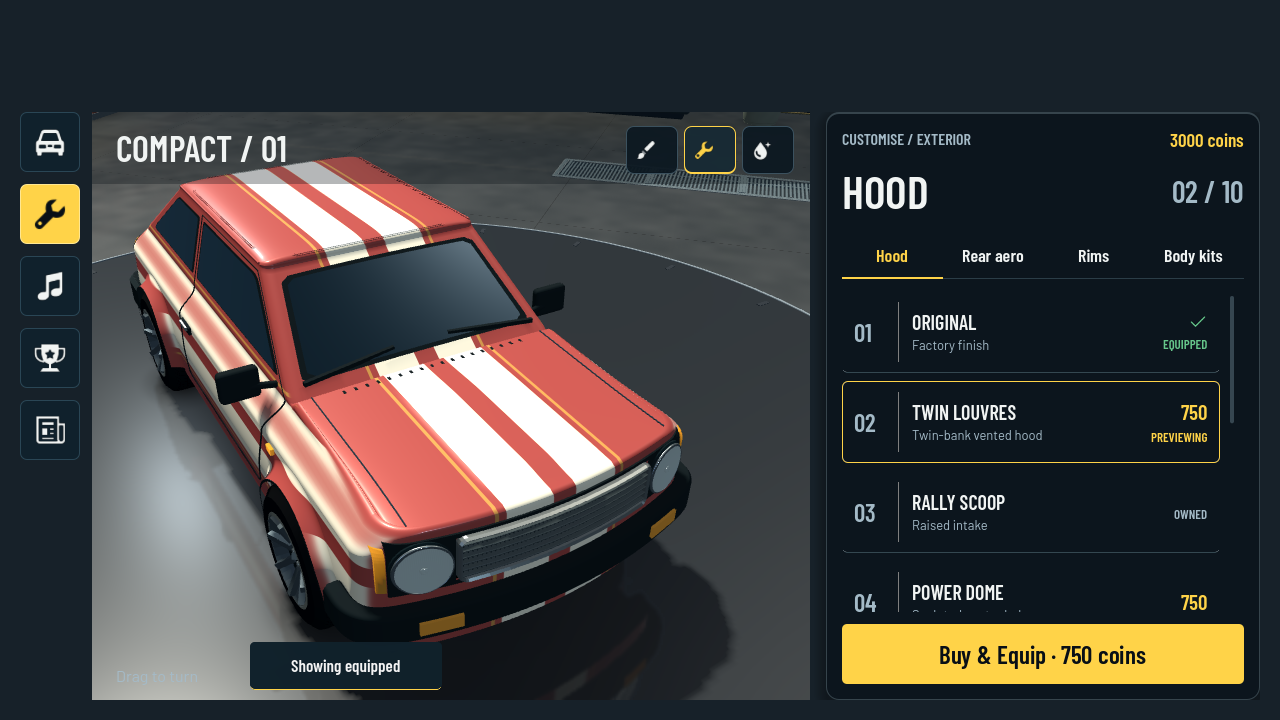 COMPACT / 01
Drag to turn
Showing equipped
CUSTOMISE / EXTERIOR
3000 coins
HOOD
02 / 10
Hood
Rear aero
Rims
Body kits
01
ORIGINAL
Factory finish
EQUIPPED
02
TWIN LOUVRES
Twin-bank vented hood
750
PREVIEWING
03
RALLY SCOOP
Raised intake
OWNED
04
POWER DOME
750
Buy & Equip · 750 coins